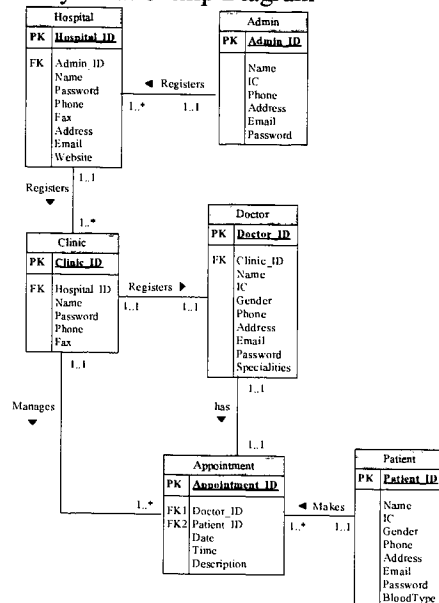 Hospital
PK Hospital_ID
FK Admin_ID
Name
Password
Phone
Fax
Address
Email
Website
Admin
PK Admin_ID
Name
IC
Phone
Address
Email
Password
◄ Registers
1..* 1..1
1..1
Registers
▼
1..*
Clinic
PK Clinic_ID
FK Hospital_ID
Name
Password
Phone
Fax
Registers ►
1..1 1..1
Doctor
PK Doctor_ID
FK Clinic_ID
Name
IC
Gender
Phone
Address
Email
Password
Specialities
1..1
Manages
▼
1..*
1..1
has
▼
1..1
Appointment
PK Appointment_ID
FK1 Doctor_ID
FK2 Patient_ID
Date
Time
Description
◄ Makes
1..* 1..1
Patient
PK Patient_ID
Name
IC
Gender
Phone
Address
Email
Password
BloodType